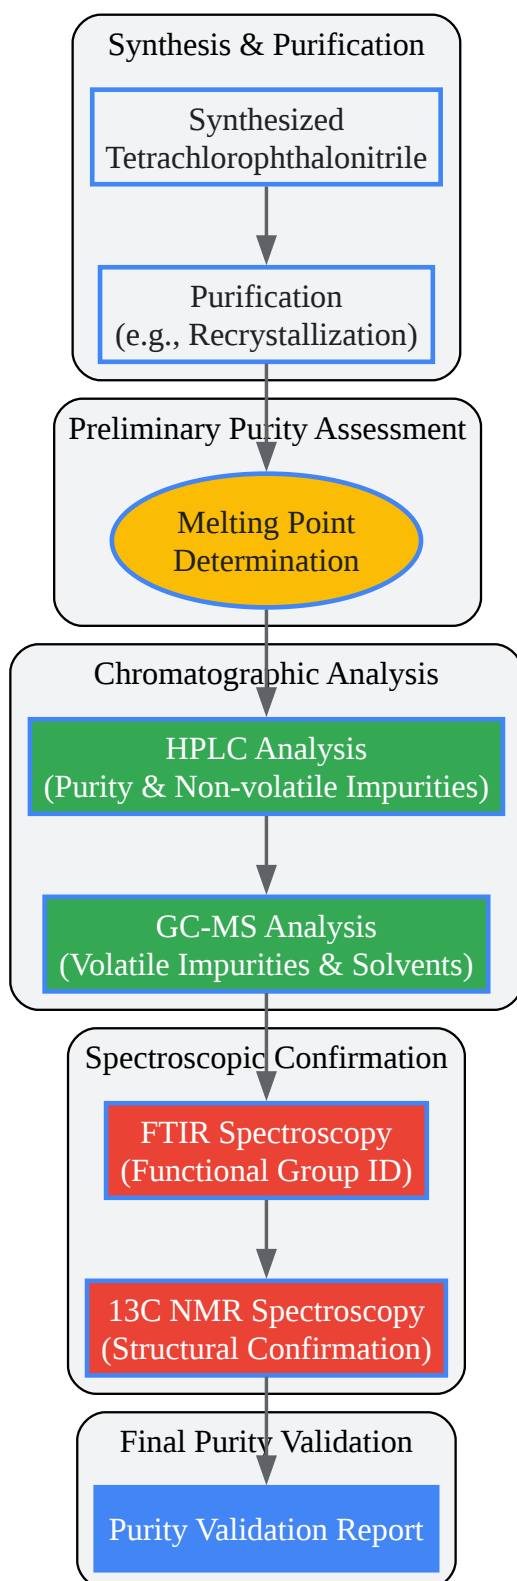 Synthesis & Purification
Synthesized
Tetrachlorophthalonitrile
Purification
(e.g., Recrystallization)
Preliminary Purity Assessment
Melting Point
Determination
Chromatographic Analysis
HPLC Analysis
(Purity & Non-volatile Impurities)
GC-MS Analysis
(Volatile Impurities & Solvents)
Spectroscopic Confirmation
FTIR Spectroscopy
(Functional Group ID)
13C NMR Spectroscopy
(Structural Confirmation)
Final Purity Validation
Purity Validation Report